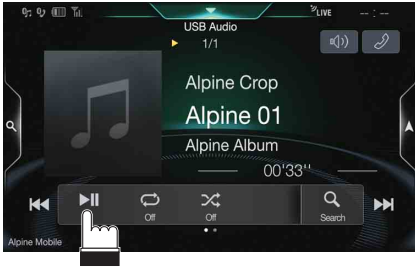 LIVE
-- : --
USB Audio
1/1
Alpine Crop
Alpine 01
Alpine Album
00'33''
Off
Off
Search
Alpine Mobile